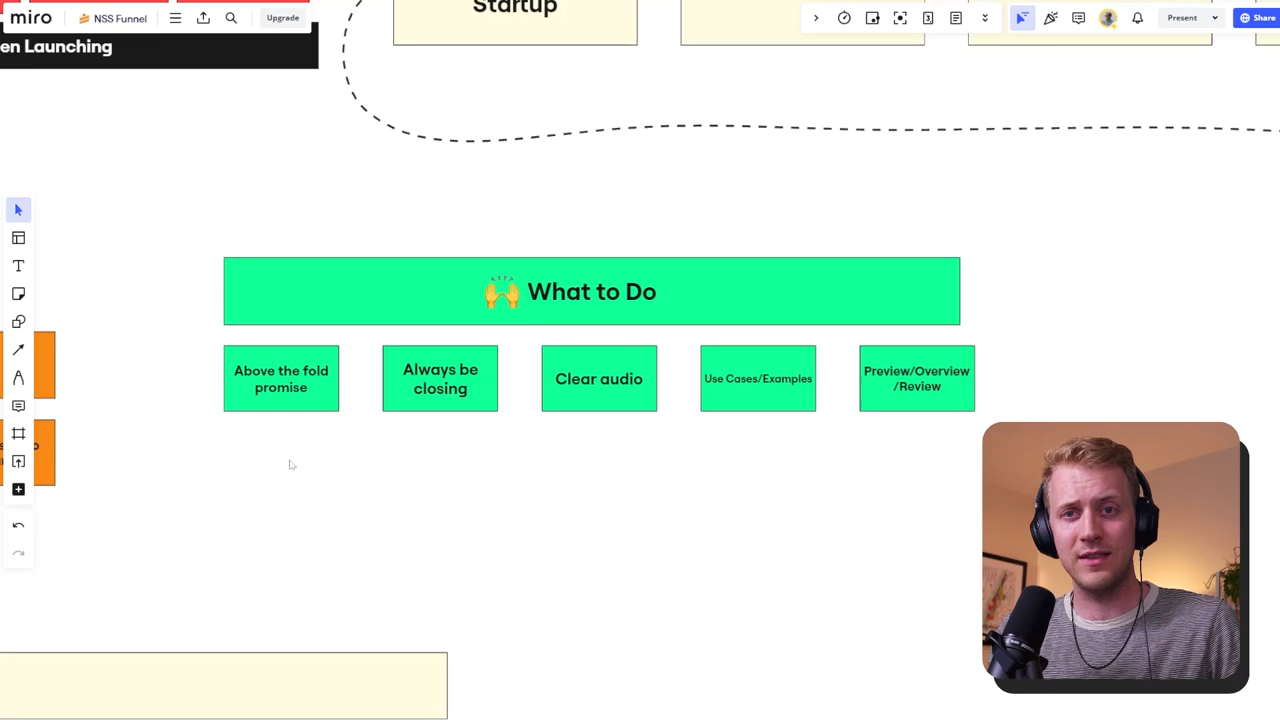 miro
NSS Funnel
Upgrade
Startup
3
Present
Share
en Launching
🙌 What to Do
Above the fold
promise
Always be
closing
Clear audio
Use Cases/Examples
Preview/Overview
/Review